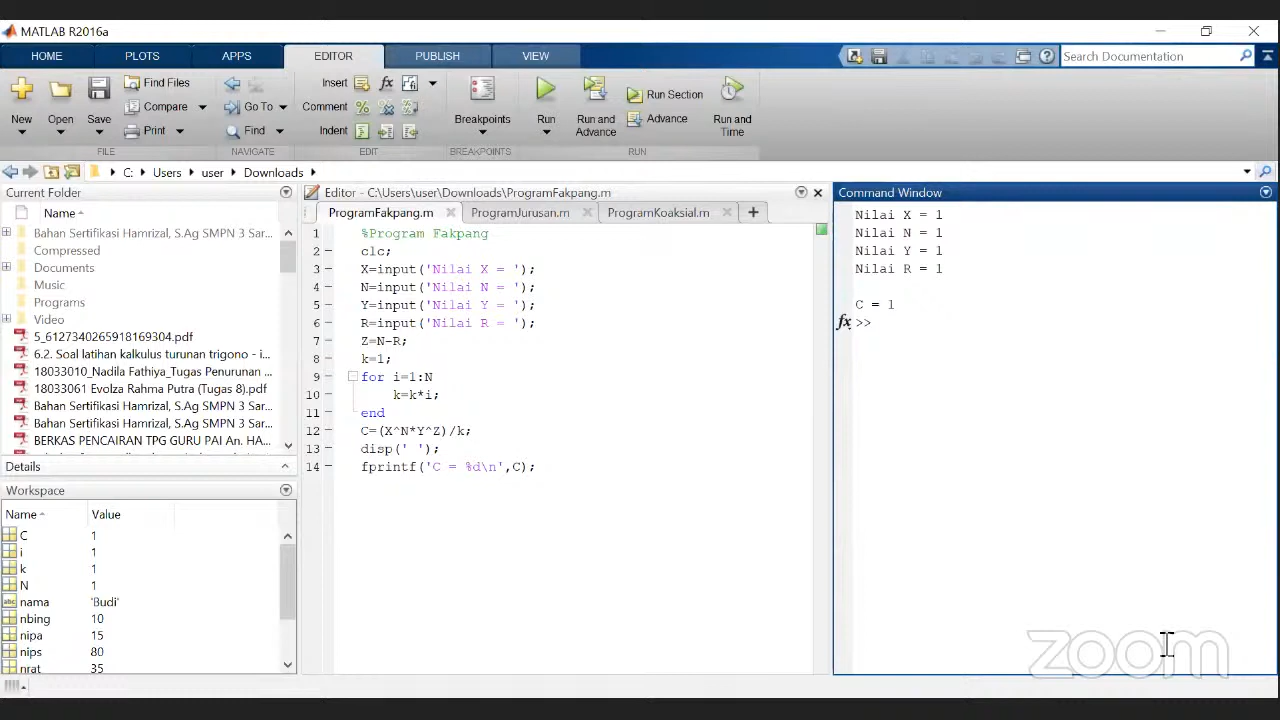 MATLAB R2016a
HOME PLOTS APPS EDITOR PUBLISH VIEW Search Documentation
New Open Save Find Files Compare Print
Go To Find
Insert fx Comment Indent
Breakpoints Run Run and Advance Run Section Advance Run and Time
FILE NAVIGATE EDIT BREAKPOINTS RUN
C: Users user Downloads
Current Folder
Name
Bahan Sertifikasi Hamrizal, S.Ag SMPN 3 Sar...
Compressed
Documents
Music
Programs
Video
5_6127340265918169304.pdf
6.2. Soal latihan kalkulus turunan trigono - i...
18033010_Nadila Fathiya_Tugas Penurunan ...
18033061 Evolza Rahma Putra (Tugas 8).pdf
Bahan Sertifikasi Hamrizal, S.Ag SMPN 3 Sar...
Bahan Sertifikasi Hamrizal, S.Ag SMPN 3 Sar...
BERKAS PENCAIRAN TPG GURU PAI An. HA...
Details
Workspace
Name Value
C 1
i 1
k 1
N 1
nama 'Budi'
nbing 10
nipa 15
nips 80
nrat 35
Editor - C:\Users\user\Downloads\ProgramFakpang.m
ProgramFakpang.m ProgramJurusan.m ProgramKoaksial.m
1 %Program Fakpang
2 clc;
3 X=input('Nilai X = ');
4 N=input('Nilai N = ');
5 Y=input('Nilai Y = ');
6 R=input('Nilai R = ');
7 Z=N-R;
8 k=1;
9 for i=1:N
10 k=k*i;
11 end
12 C=(X^N*Y^Z)/k;
13 disp(' ');
14 fprintf('C = %d\n',C);
Command Window
Nilai X = 1
Nilai N = 1
Nilai Y = 1
Nilai R = 1
C = 1
fx >>
zoom